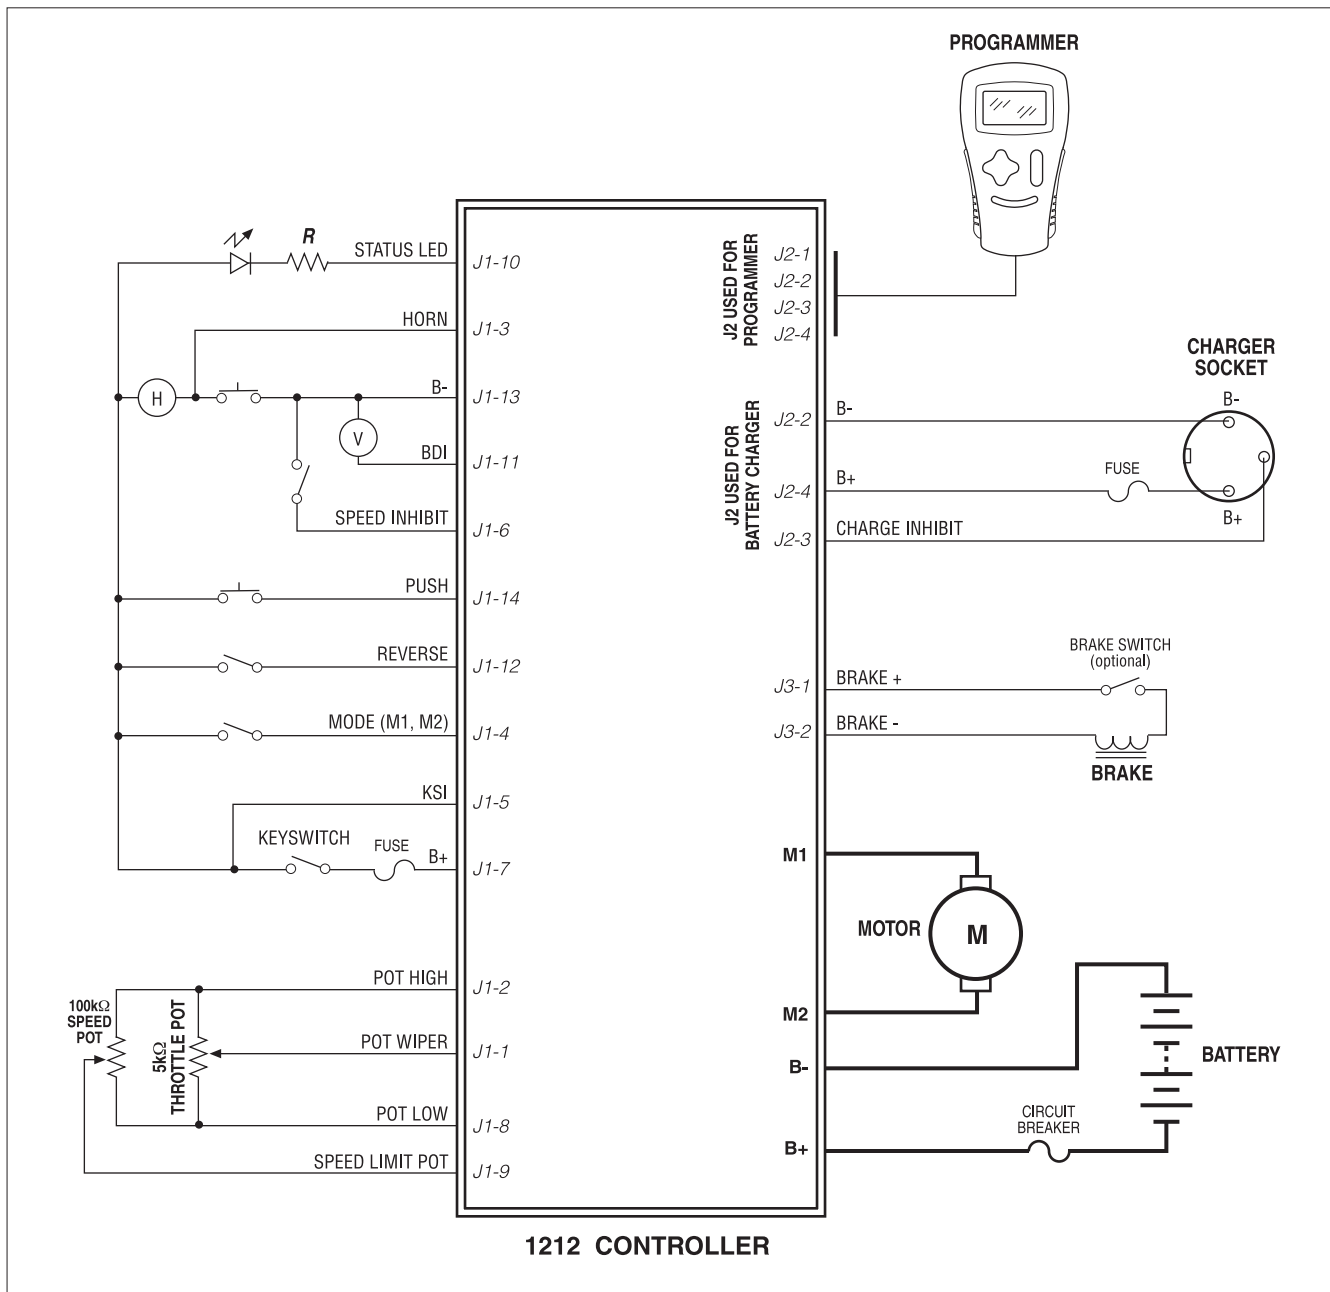 PROGRAMMER
R
STATUS LED
J1-10
HORN
J1-3
H
B-
J1-13
V
BDI
J1-11
SPEED INHIBIT
J1-6
PUSH
J1-14
REVERSE
J1-12
MODE (M1, M2)
J1-4
KSI
J1-5
KEYSWITCH
FUSE
B+
J1-7
POT HIGH
J1-2
100kΩ
SPEED
POT
5kΩ
THROTTLE POT
POT WIPER
J1-1
POT LOW
J1-8
SPEED LIMIT POT
J1-9
J2 USED FOR
PROGRAMMER
J2-1
J2-2
J2-3
J2-4
CHARGER
SOCKET
J2 USED FOR
BATTERY CHARGER
J2-2
B-
B-
J2-4
B+
FUSE
B+
J2-3
CHARGE INHIBIT
BRAKE SWITCH
(optional)
J3-1
BRAKE +
J3-2
BRAKE -
BRAKE
M1
MOTOR
M
M2
B-
BATTERY
CIRCUIT
BREAKER
B+
1212 CONTROLLER